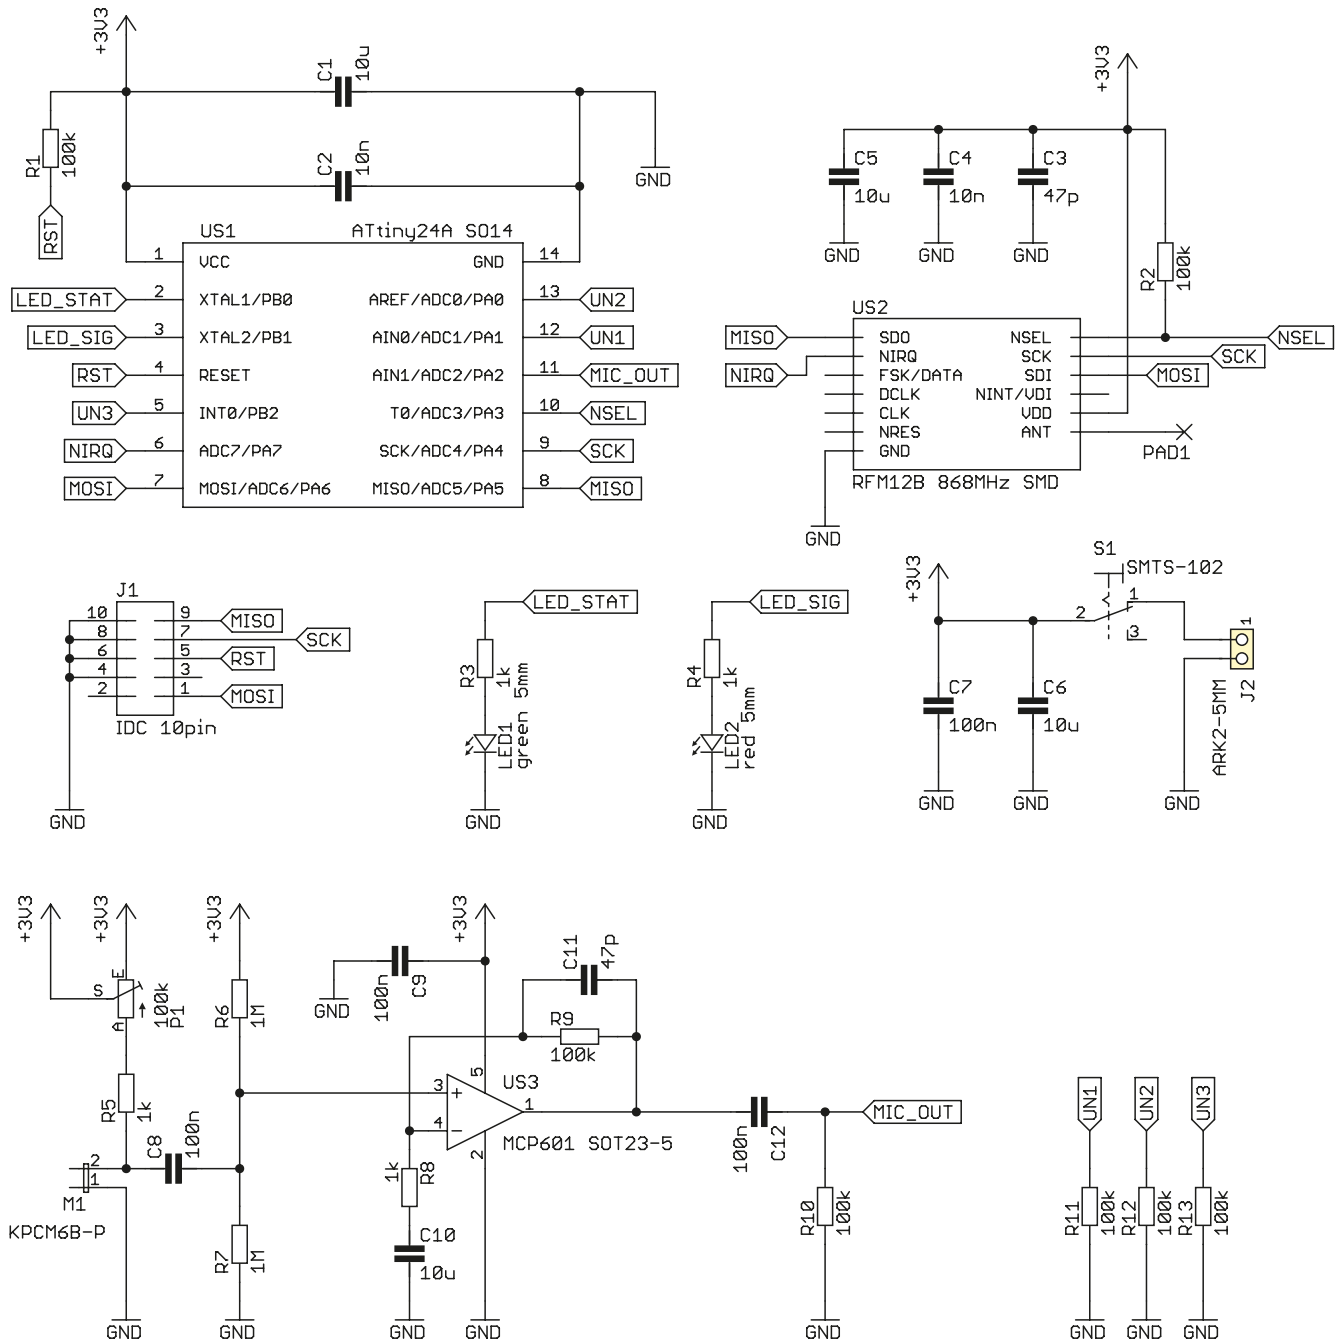 +3V3
C1
10u
R1
100k
C2
10n
GND
RST
US1
ATtiny24A SO14
1
VCC
GND
14
LED_STAT
2
XTAL1/PB0
AREF/ADC0/PA0
13
UN2
LED_SIG
3
XTAL2/PB1
AIN0/ADC1/PA1
12
UN1
RST
4
RESET
AIN1/ADC2/PA2
11
MIC_OUT
UN3
5
INT0/PB2
T0/ADC3/PA3
10
NSEL
NIRQ
6
ADC7/PA7
SCK/ADC4/PA4
9
SCK
MOSI
7
MOSI/ADC6/PA6
MISO/ADC5/PA5
8
MISO
+3V3
C5
10u
GND
C4
10n
GND
C3
47p
GND
R2
100k
US2
MISO
SDO
NSEL
NSEL
NIRQ
NIRQ
SCK
SCK
FSK/DATA
SDI
MOSI
DCLK
NINT/VDI
CLK
VDD
NRES
ANT
PAD1
GND
RFM12B 868MHz SMD
GND
J1
10
9
MISO
8
7
SCK
6
5
RST
4
3
2
1
MOSI
IDC 10pin
GND
LED_STAT
R3
1k
LED1
green 5mm
GND
LED_SIG
R4
1k
LED2
red 5mm
GND
+3V3
S1
SMTS-102
2
1
3
C7
100n
GND
C6
10u
GND
GND
1
J2
ARK2-5MM
+3V3
+3V3
S
E
A
100k
P1
R5
1k
2
1
M1
KPCM6B-P
C8
100n
GND
+3V3
R6
1M
R7
1M
GND
GND
100n
C9
+3V3
C11
47p
R9
100k
5
3
+
4
−
1
2
US3
MCP601 SOT23-5
1k
R8
C10
10u
GND
GND
100n
C12
MIC_OUT
R10
100k
GND
UN1
R11
100k
GND
UN2
R12
100k
GND
UN3
R13
100k
GND